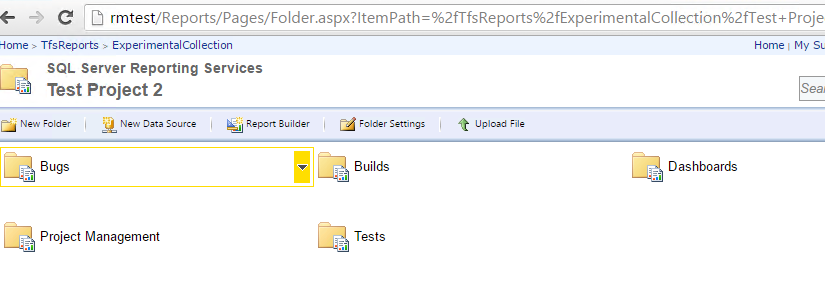 rmtest/Reports/Pages/Folder.aspx?ItemPath=%2fTfsReports%2fExperimentalCollection%2fTest+Proje
Home > TfsReports > ExperimentalCollection
Home | My Su
SQL Server Reporting Services
Test Project 2
Sear
New Folder
New Data Source
Report Builder
Folder Settings
Upload File
Bugs
Builds
Dashboards
Project Management
Tests